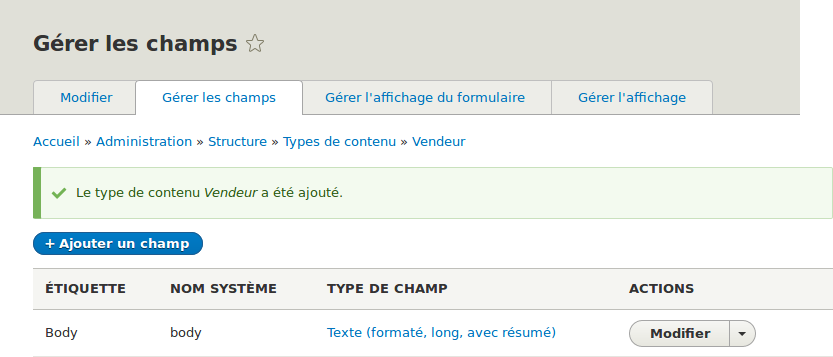 Gérer les champs
Modifier Gérer les champs Gérer l'affichage du formulaire Gérer l'affichage
Accueil » Administration » Structure » Types de contenu » Vendeur
Le type de contenu Vendeur a été ajouté.
+ Ajouter un champ
ÉTIQUETTE NOM SYSTÈME TYPE DE CHAMP ACTIONS
Body body Texte (formaté, long, avec résumé) Modifier